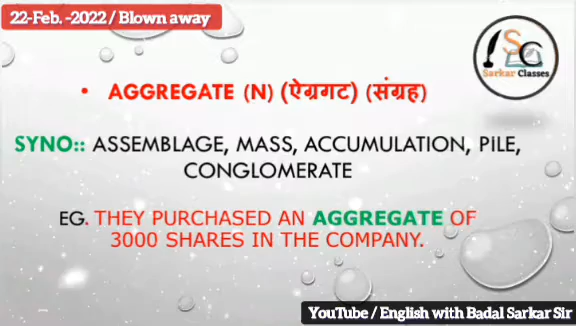 22-Feb. -2022 / Blown away
SC
Sarkar Classes
• AGGREGATE (N) (ऐग्रगट) (संग्रह)
SYNO:: ASSEMBLAGE, MASS, ACCUMULATION, PILE,
CONGLOMERATE
EG. THEY PURCHASED AN AGGREGATE OF
3000 SHARES IN THE COMPANY.
YouTube / English with Badal Sarkar Sir